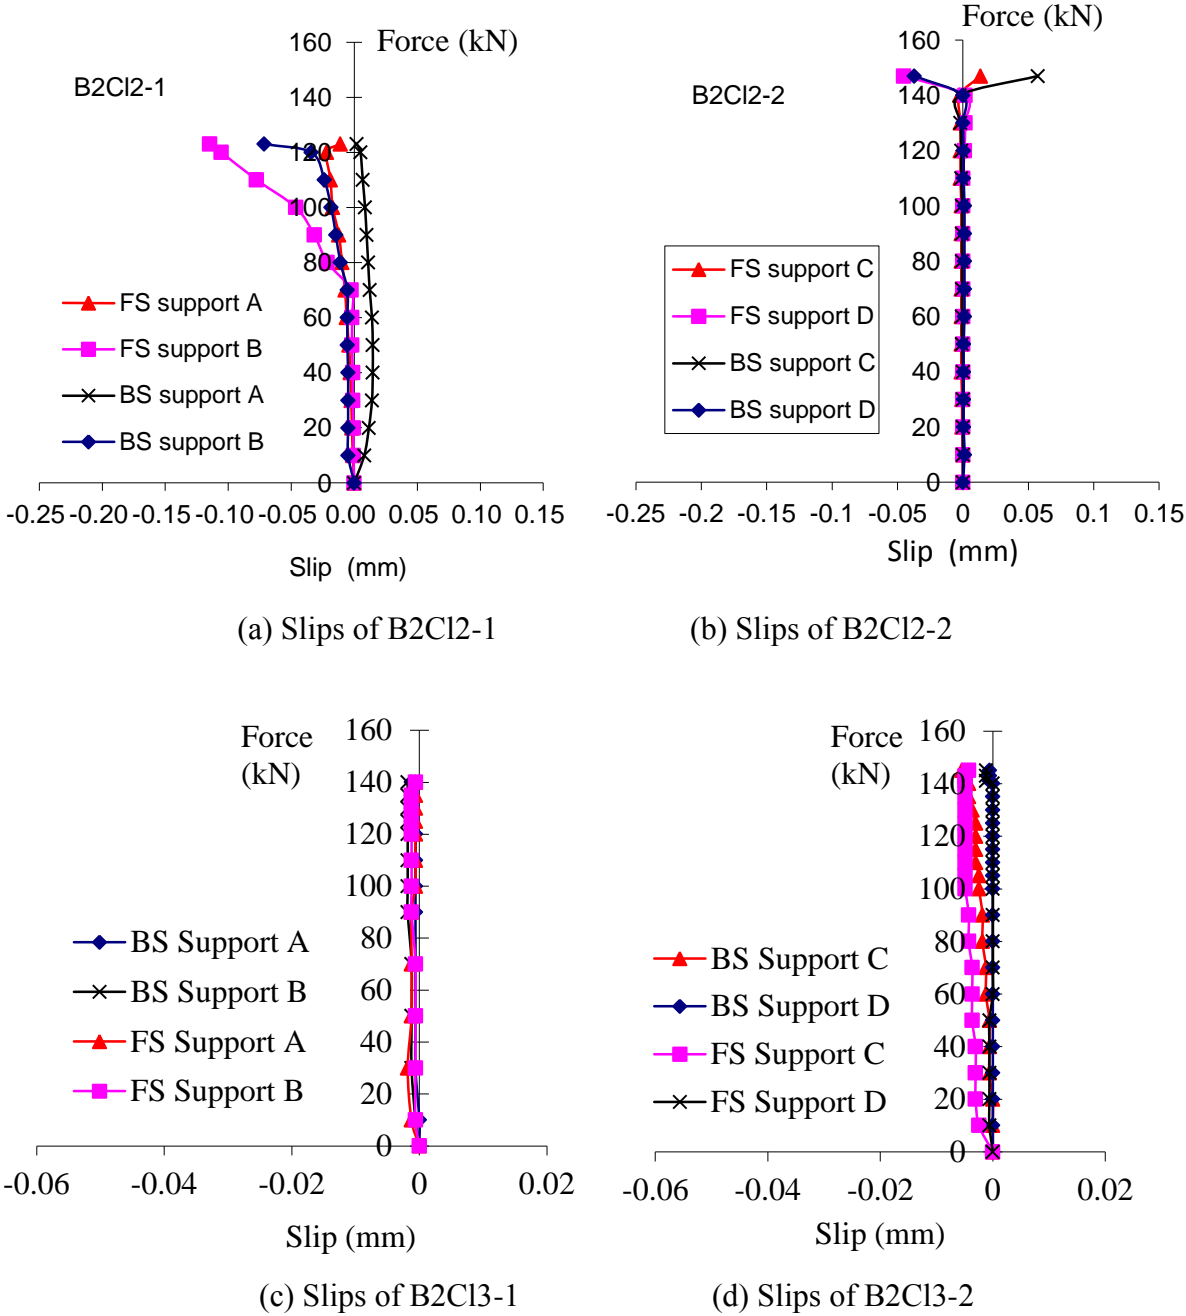 Force (kN)
160
140
120
100
80
60
40
20
0
B2Cl2-1
FS support A
FS support B
BS support A
BS support B
-0.25 -0.20 -0.15 -0.10 -0.05 0.00 0.05 0.10 0.15
Slip (mm)
(a) Slips of B2Cl2-1
Force (kN)
160
140
120
100
80
60
40
20
0
B2Cl2-2
FS support C
FS support D
BS support C
BS support D
-0.25 -0.2 -0.15 -0.1 -0.05 0 0.05 0.1 0.15
Slip (mm)
(b) Slips of B2Cl2-2
Force
(kN)
160
140
120
100
80
60
40
20
0
BS Support A
BS Support B
FS Support A
FS Support B
-0.06 -0.04 -0.02 0 0.02
Slip (mm)
(c) Slips of B2Cl3-1
Force
(kN)
160
140
120
100
80
60
40
20
0
BS Support C
BS Support D
FS Support C
FS Support D
-0.06 -0.04 -0.02 0 0.02
Slip (mm)
(d) Slips of B2Cl3-2